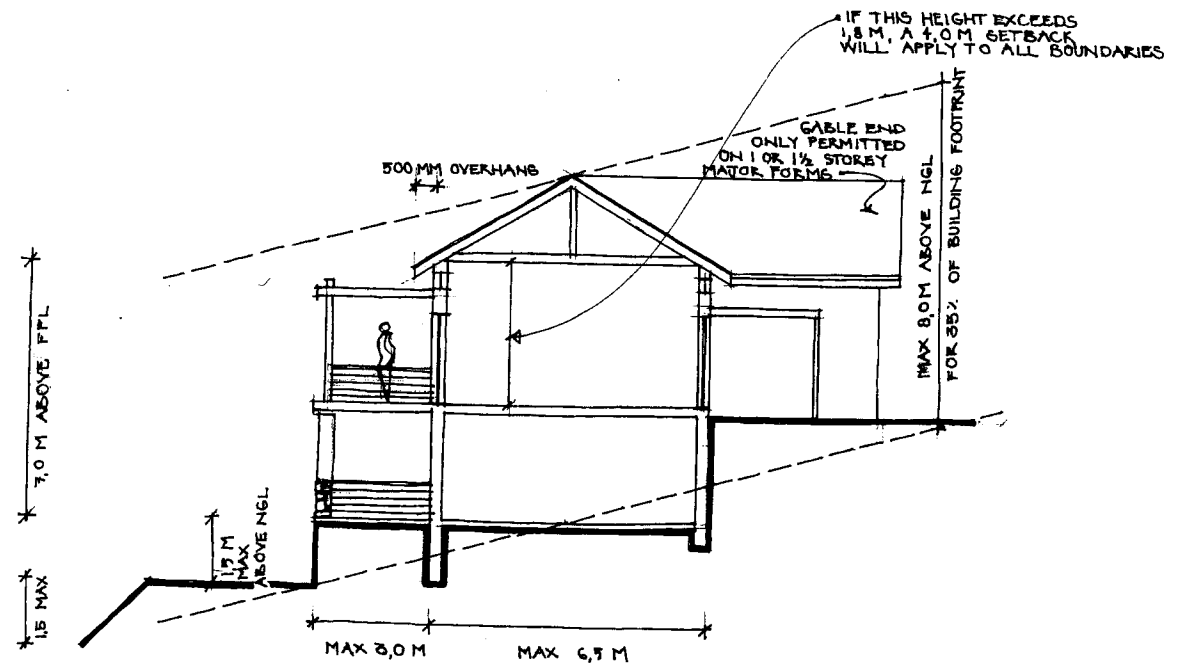 IF THIS HEIGHT EXCEEDS
1,8 M, A 4,0 M SETBACK
WILL APPLY TO ALL BOUNDARIES
GABLE END
ONLY PERMITTED
ON 1 OR 1½ STOREY
MAJOR FORMS
500 MM OVERHANG
MAX 8,0 M ABOVE NGL
FOR 35% OF BUILDING FOOTPRINT
7,0 M ABOVE FFL
1,5 M
MAX
ABOVE NGL
1,5 MAX
MAX 3,0 M
MAX 6,5 M